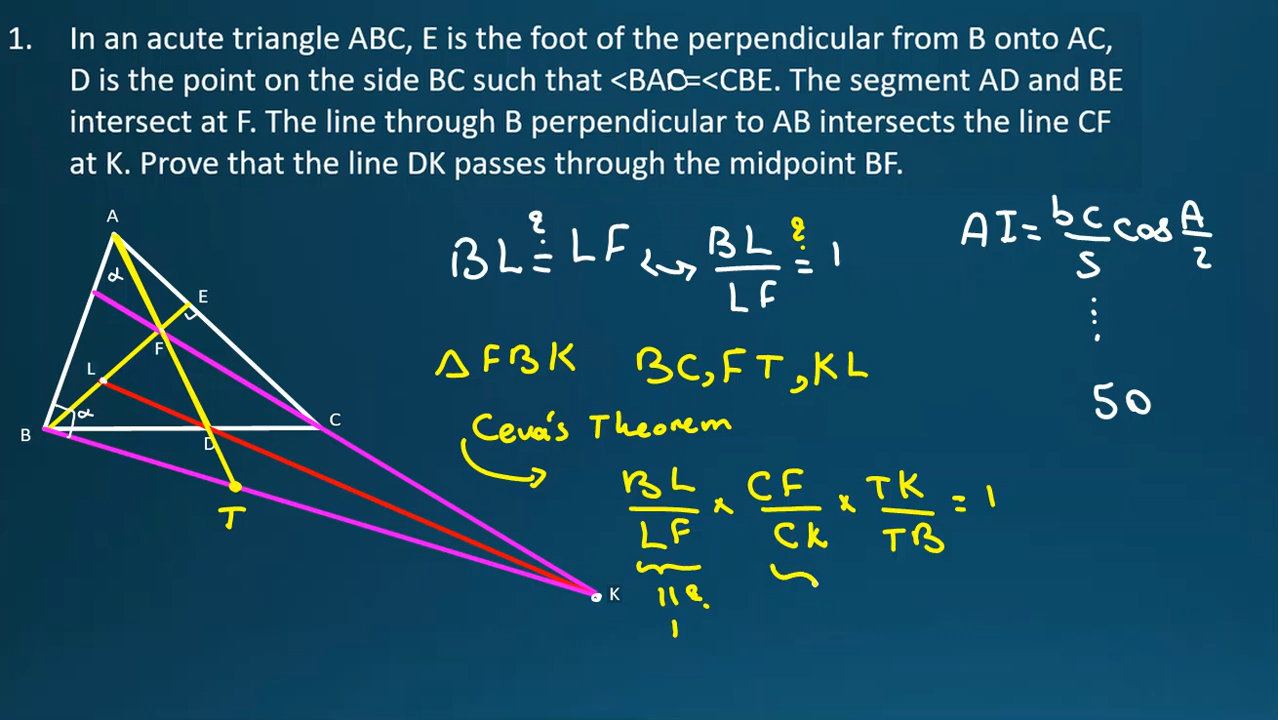 1. In an acute triangle ABC, E is the foot of the perpendicular from B onto AC,
D is the point on the side BC such that <BAD=<CBE. The segment AD and BE
intersect at F. The line through B perpendicular to AB intersects the line CF
at K. Prove that the line DK passes through the midpoint BF.
A
α
E
F
L
α
B
C
D
T
K
BL ≟ LF ↔ BL/LF ≟ 1
△FBK BC, FT, KL
Ceva's Theorem
BL/LF × CF/CK × TK/TB = 1
|| ?
1
AI = bc/s cos A/2
⋮
50